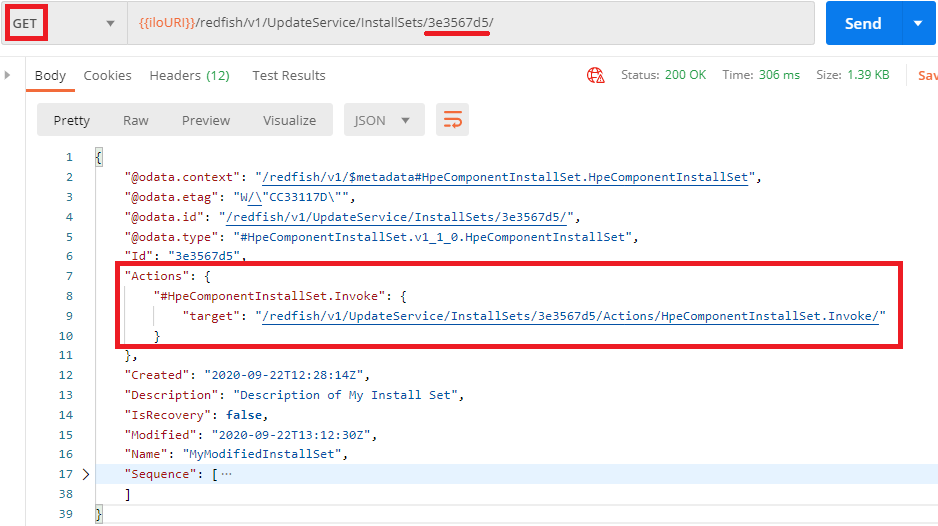 GET {{iloURI}}/redfish/v1/UpdateService/InstallSets/3e3567d5/ Send
Body Cookies Headers (12) Test Results Status: 200 OK Time: 306 ms Size: 1.39 KB Sav
Pretty Raw Preview Visualize JSON
1 {
2 "@odata.context": "/redfish/v1/$metadata#HpeComponentInstallSet.HpeComponentInstallSet",
3 "@odata.etag": "W/\"CC33117D\"",
4 "@odata.id": "/redfish/v1/UpdateService/InstallSets/3e3567d5/",
5 "@odata.type": "#HpeComponentInstallSet.v1_1_0.HpeComponentInstallSet",
6 "Id": "3e3567d5",
7 "Actions": {
8 "#HpeComponentInstallSet.Invoke": {
9 "target": "/redfish/v1/UpdateService/InstallSets/3e3567d5/Actions/HpeComponentInstallSet.Invoke/"
10 }
11 },
12 "Created": "2020-09-22T12:28:14Z",
13 "Description": "Description of My Install Set",
14 "IsRecovery": false,
15 "Modified": "2020-09-22T13:12:30Z",
16 "Name": "MyModifiedInstallSet",
17 "Sequence": [ ⋯
38 ]
39 }